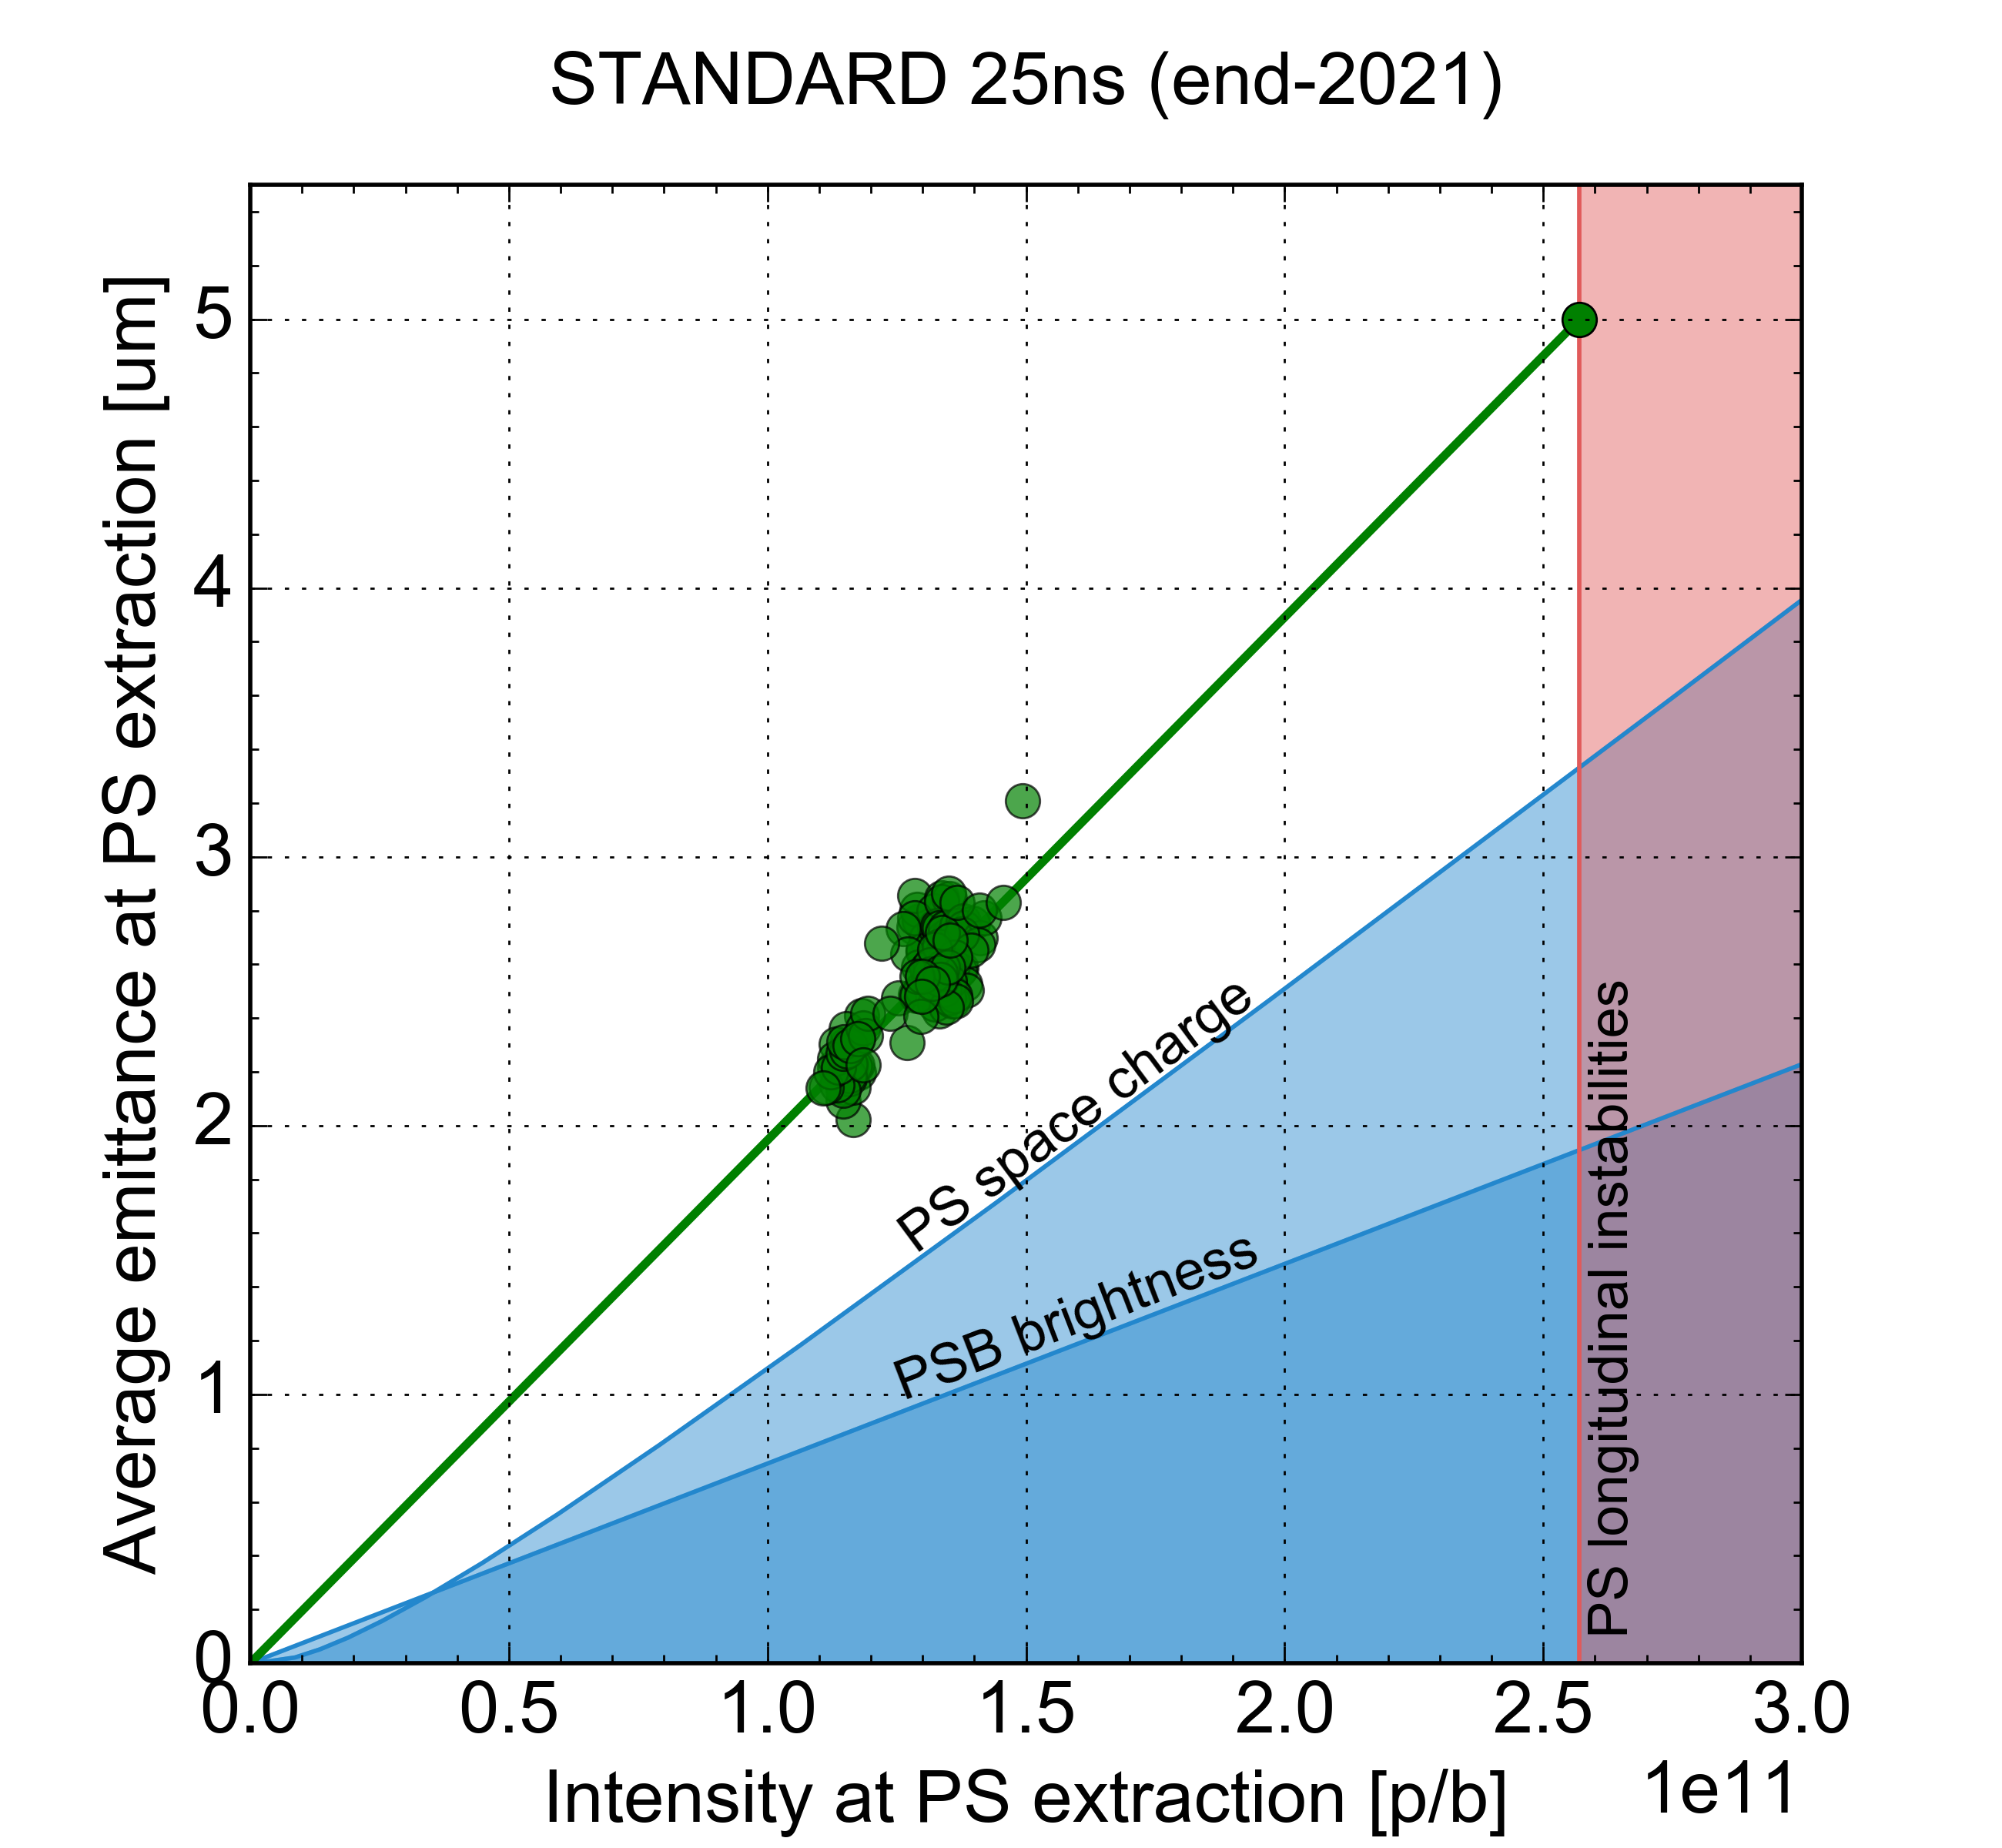 STANDARD 25ns (end-2021)
Average emittance at PS extraction [um]
5
4
3
2
1
0
PS space charge
PSB brightness
PS longitudinal instabilities
0.0 0.5 1.0 1.5 2.0 2.5 3.0
Intensity at PS extraction [p/b]
1e11